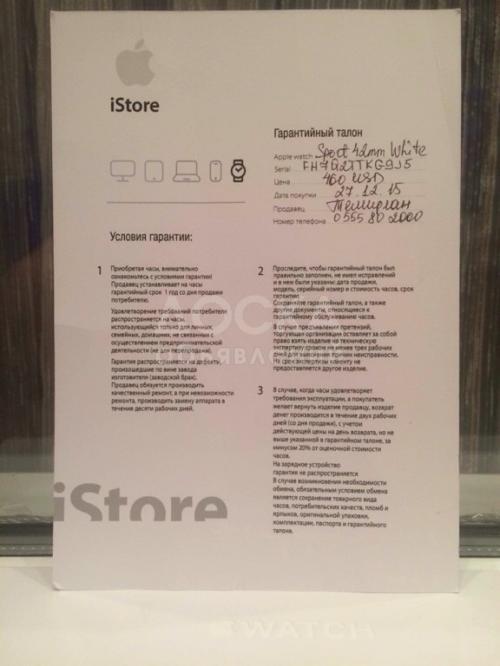 iStore
Гарантийный талон
Apple watch Sport 42mm White
Serial
Цена 460 USD
Дата покупки 27.12.15
Продавец Темирлан
Номер телефона 0555 80 2000
Условия гарантии:
1
Приобретая часы, внимательно
ознакомьтесь с условиями гарантии!
Продавец устанавливает на часы
гарантийный срок 1 год со дня продажи
потребителю.
Удовлетворение требований потребители
распространяется на часы,
использующийся только для личных,
семейных, домашних, не связанных с
осуществлением предпринимательской
деятельности (не для перепродажи).
Гарантия распространяется на дефекты,
произошедшие по вине завода
изготовителя (заводской брак).
Продавец обязуется производить
качественный ремонт, а при невозможности
ремонта, производить замену аппарата в
течение десяти рабочих дней.
2
Проследите, чтобы гарантийный талон был
правильно заполнен, не имел исправлений
и в нем были указаны: дата продажи,
модель, серийный номер и стоимость часов, срок
гарантии.
Сохраняйте гарантийный талон, а также
другие документы, относящиеся к
гарантийному обслуживанию часов.
В случае предъявления претензий,
торгующая организация оставляет за собой
право взять изделие на техническую
экспертизу сроком не менее трех рабочих
дней для выяснения причин неисправности.
На срок экспертизы клиенту не
предоставляется другое изделие.
3
В случае, когда часы удовлетворяет
требования эксплуатации, а покупатель
желает вернуть изделие продавцу, возврат
денег производится в течение двух рабочих
дней (со дня продажи), с учетом
действующей цены на день возврата, но не
выше указанной в гарантийном талоне, за
минусом 20% от оценочной стоимости
часов.
На зарядное устройство
гарантия не распространяется
В случае возникновения необходимости
обмена, обязательным условием обмена
является сохранение товарного вида
часов, потребительских качеств, пломб и
ярлыков, оригинальной упаковки,
комплектации, паспорта и гарантийного
талона.
iStore
WATCH